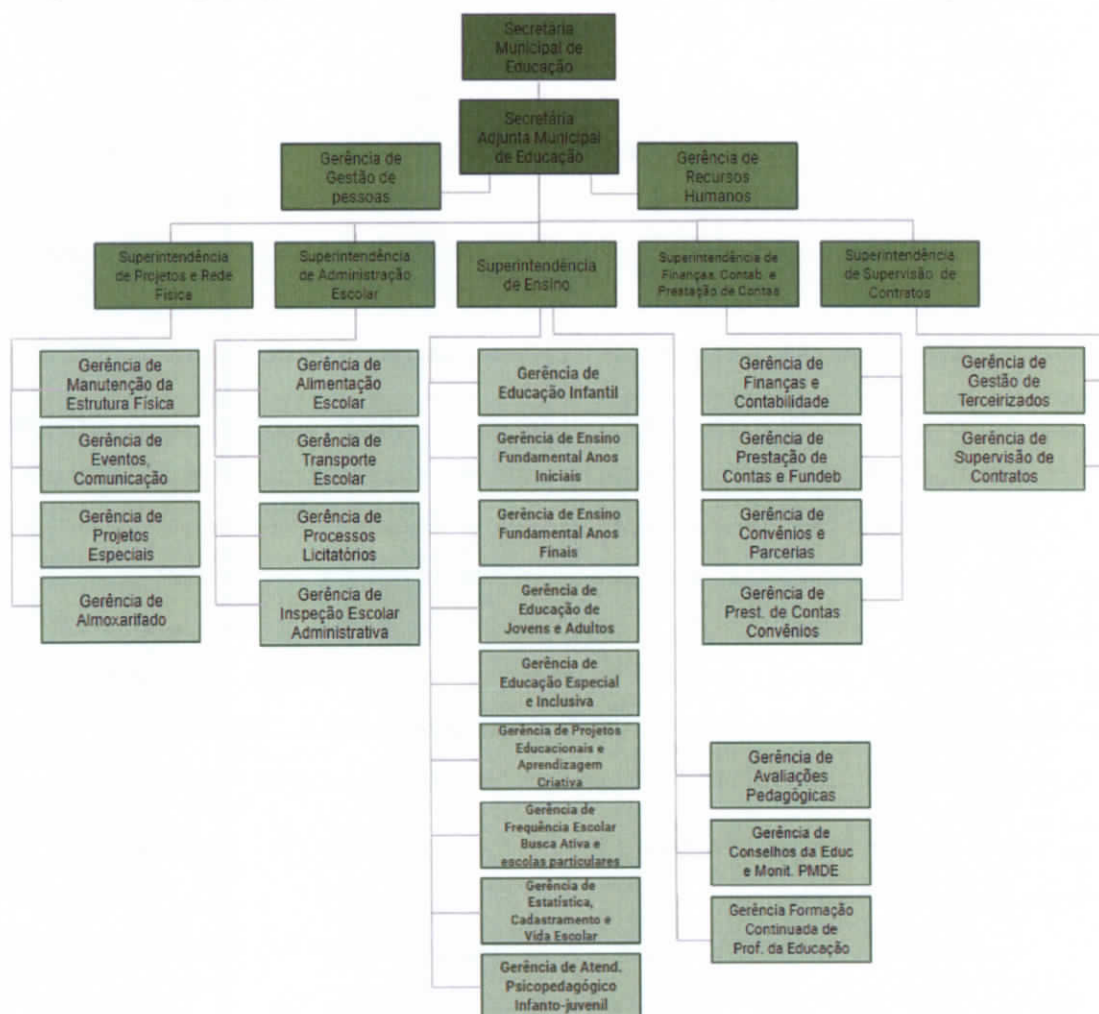 Secretária
Municipal de
Educação
Secretária
Adjunta Municipal
de Educação
Gerência de
Gestão de
pessoas
Gerência de
Recursos
Humanos
Superintendência
de Projetos e Rede
Física
Superintendência
de Administração
Escolar
Superintendência
de Ensino
Superintendência de
Finanças, Contab. e
Prestação de Contas
Superintendência
de Supervisão de
Contratos
Gerência de
Manutenção da
Estrutura Física
Gerência de
Eventos,
Comunicação
Gerência de
Projetos
Especiais
Gerência de
Almoxarifado
Gerência de
Alimentação
Escolar
Gerência de
Transporte
Escolar
Gerência de
Processos
Licitatórios
Gerência de
Inspeção Escolar
Administrativa
Gerência de
Educação Infantil
Gerência de Ensino
Fundamental Anos
Iniciais
Gerência de Ensino
Fundamental Anos
Finais
Gerência de
Educação de
Jovens e Adultos
Gerência de
Educação Especial
e Inclusiva
Gerência de Projetos
Educacionais e
Aprendizagem
Criativa
Gerência de
Frequência Escolar
Busca Ativa e
escolas particulares
Gerência de
Estatística,
Cadastramento e
Vida Escolar
Gerência de Atend.
Psicopedagógico
Infanto-juvenil
Gerência de
Finanças e
Contabilidade
Gerência de
Prestação de
Contas e Fundeb
Gerência de
Convênios e
Parcerias
Gerência de
Prest. de Contas
Convênios
Gerência de
Avaliações
Pedagógicas
Gerência de
Conselhos da Educ
e Monit. PMDE
Gerência Formação
Continuada de
Prof. da Educação
Gerência de
Gestão de
Terceirizados
Gerência de
Supervisão de
Contratos